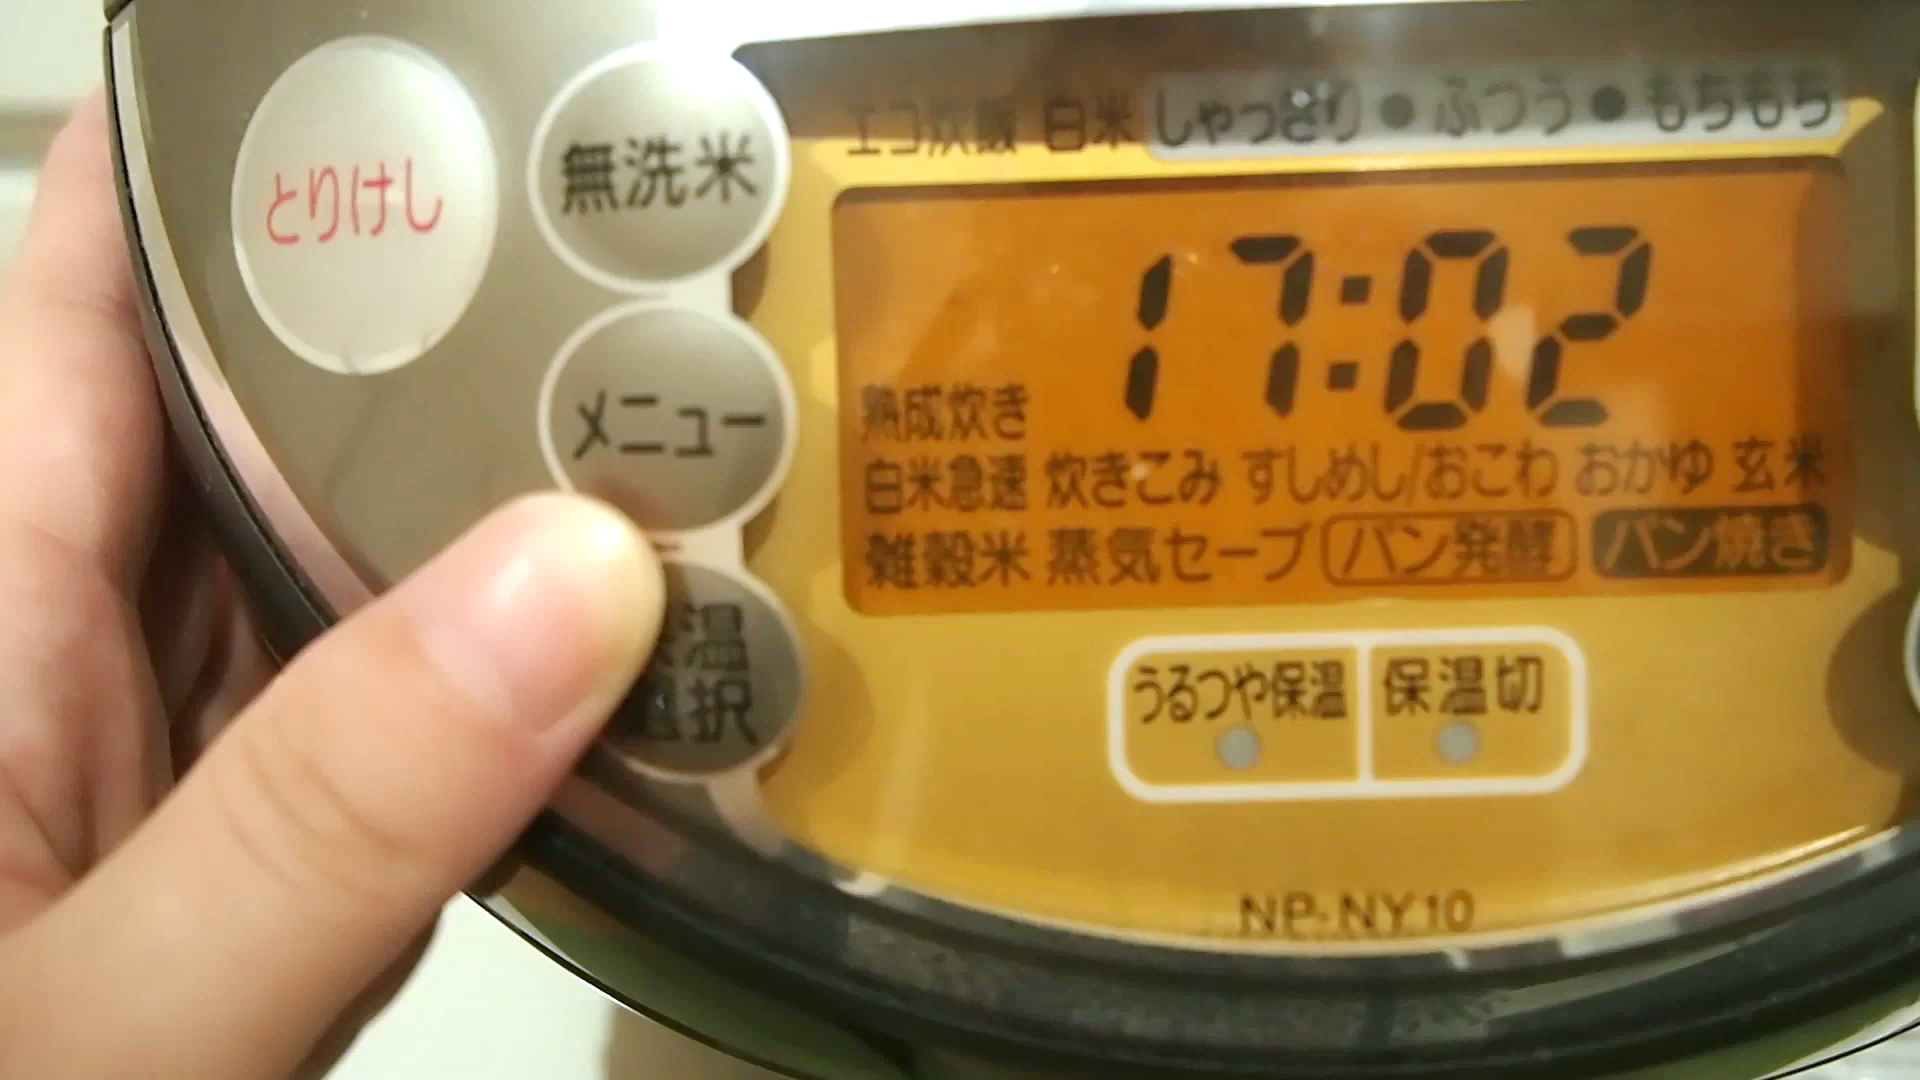 とりけし
無洗米
メニュー
温
選択
エコ炊飯 白米 しゃっきり●ふつう●もちもち
17:02
熟成炊き
白米急速 炊きこみ すしめし/おこわ おかゆ 玄米
雑穀米 蒸気セーブ パン発酵 パン焼き
うるつや保温 保温切
NP-NY10